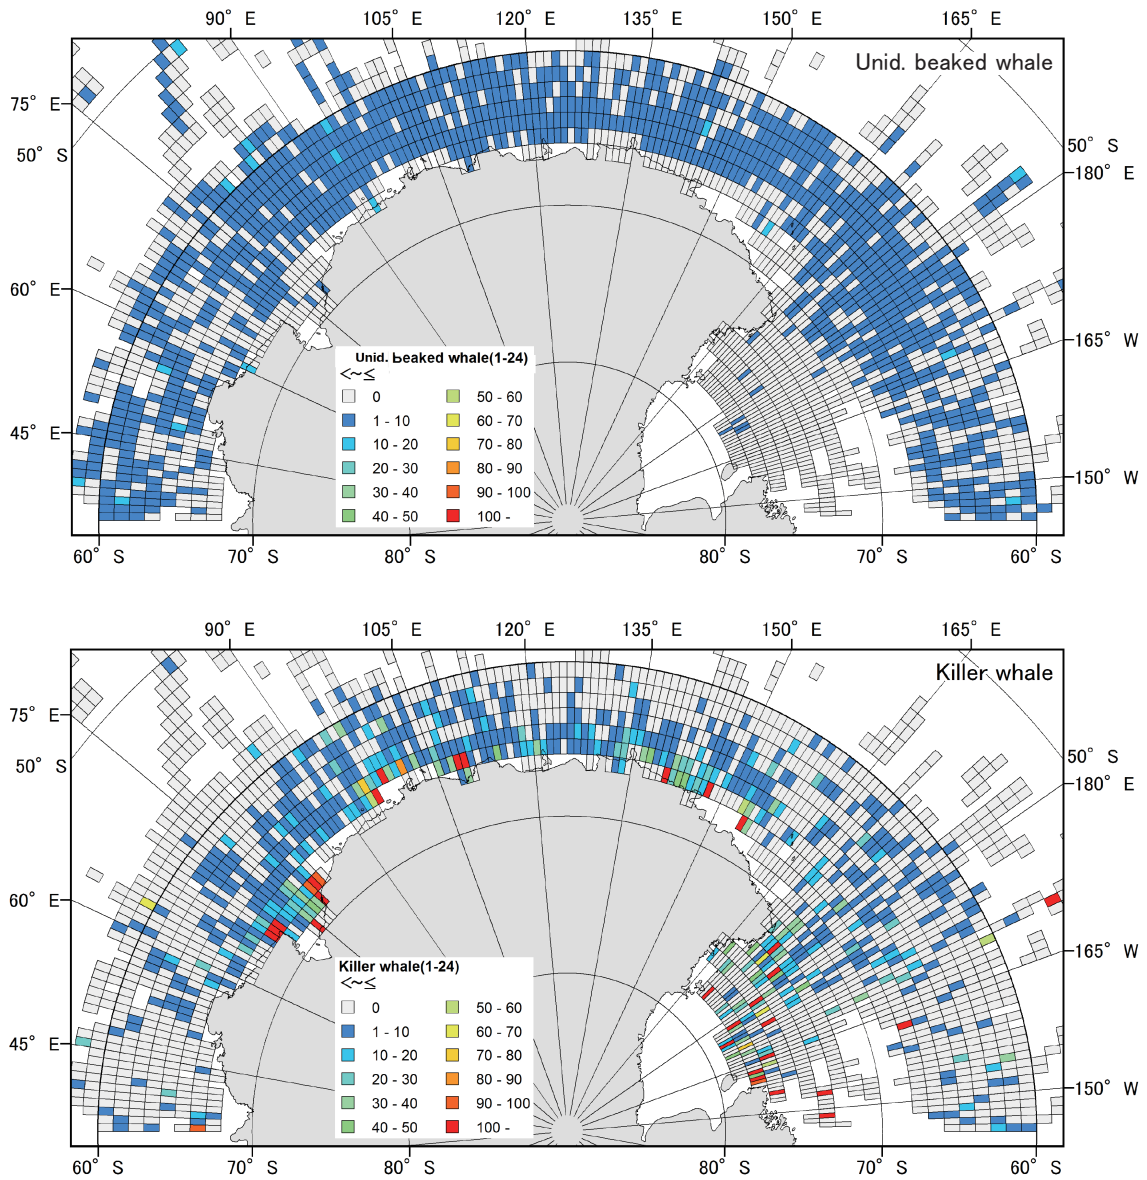 90° E 105° E 120° E 135° E 150° E 165° E
Unid. beaked whale
75° E
50° S
50° S
180° E
60° E
165° W
45° E
150° W
Unid. beaked whale(1-24)
<~≤
0 50 - 60
1 - 10 60 - 70
10 - 20 70 - 80
20 - 30 80 - 90
30 - 40 90 - 100
40 - 50 100 -
60° S 70° S 80° S 80° S 70° S 60° S
90° E 105° E 120° E 135° E 150° E 165° E
Killer whale
75° E
50° S
50° S
180° E
60° E
165° W
45° E
150° W
Killer whale(1-24)
<~≤
0 50 - 60
1 - 10 60 - 70
10 - 20 70 - 80
20 - 30 80 - 90
30 - 40 90 - 100
40 - 50 100 -
60° S 70° S 80° S 80° S 70° S 60° S